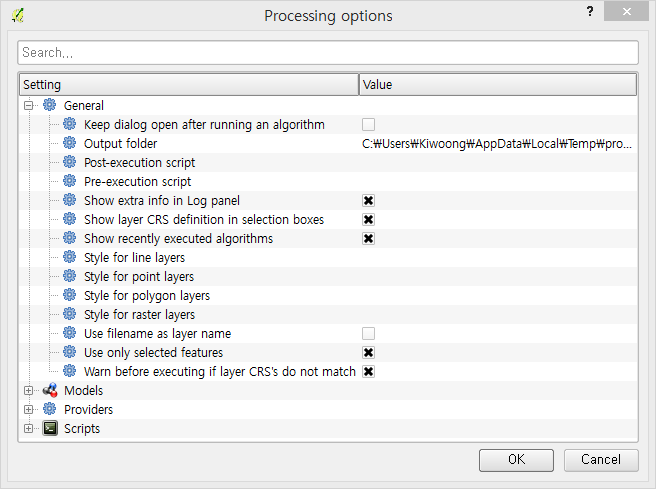 Processing options
?
Search...
Setting Value
General
Keep dialog open after running an algorithm
Output folder C:₩Users₩Kiwoong₩AppData₩Local₩Temp₩pro...
Post-execution script
Pre-execution script
Show extra info in Log panel
Show layer CRS definition in selection boxes
Show recently executed algorithms
Style for line layers
Style for point layers
Style for polygon layers
Style for raster layers
Use filename as layer name
Use only selected features
Warn before executing if layer CRS's do not match
Models
Providers
Scripts
OK Cancel